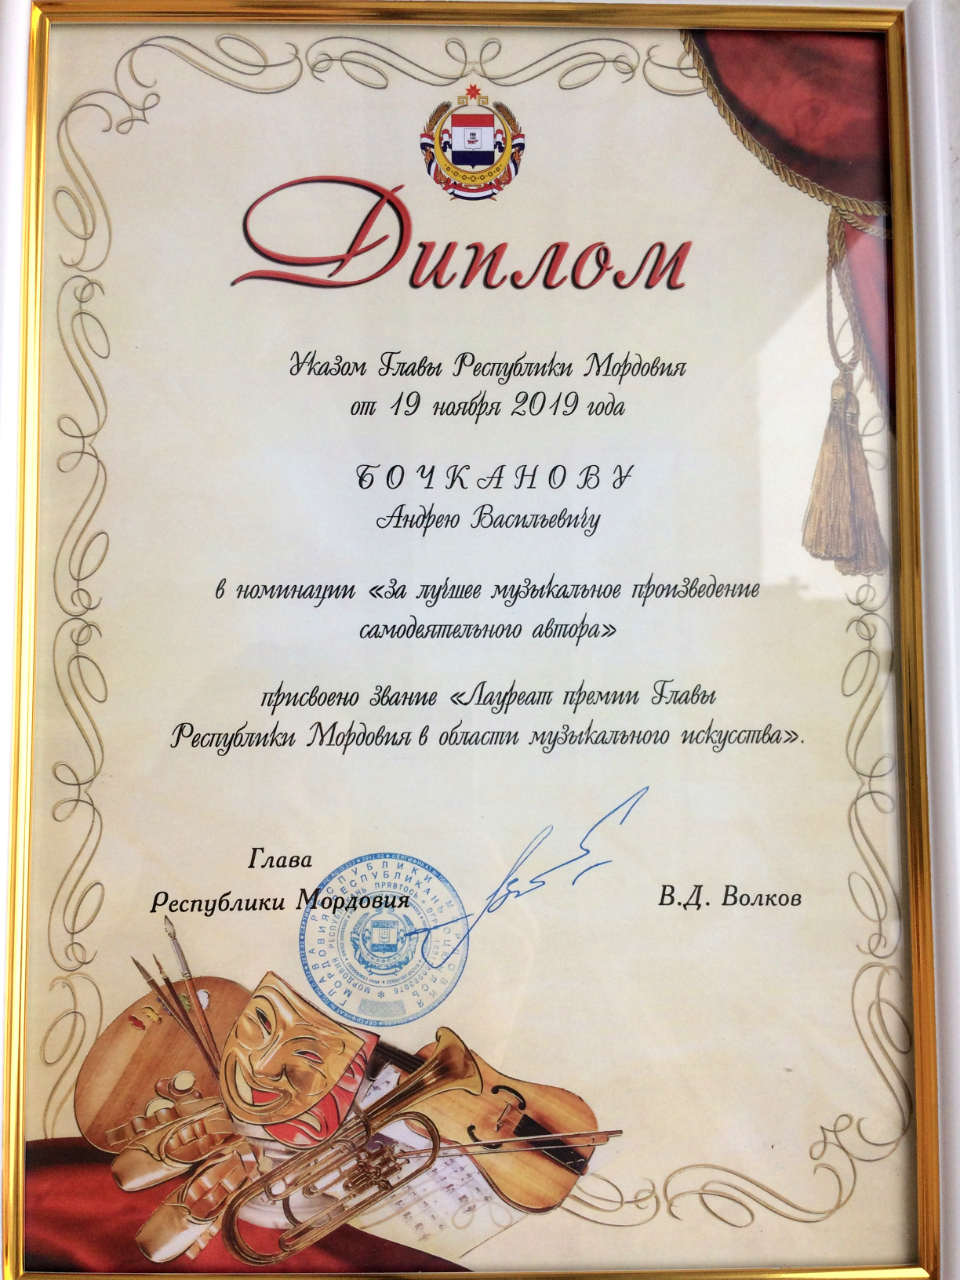 Диплом
Указом Главы Республики Мордовия
от 19 ноября 2019 года
БОЧКАНОВУ
Андрею Васильевичу
в номинации «За лучшее музыкальное произведение
самодеятельного автора»
присвоено звание «Лауреат премии Главы
Республики Мордовия в области музыкального искусства».
Глава
Республики Мордовия
В.Д. Волков